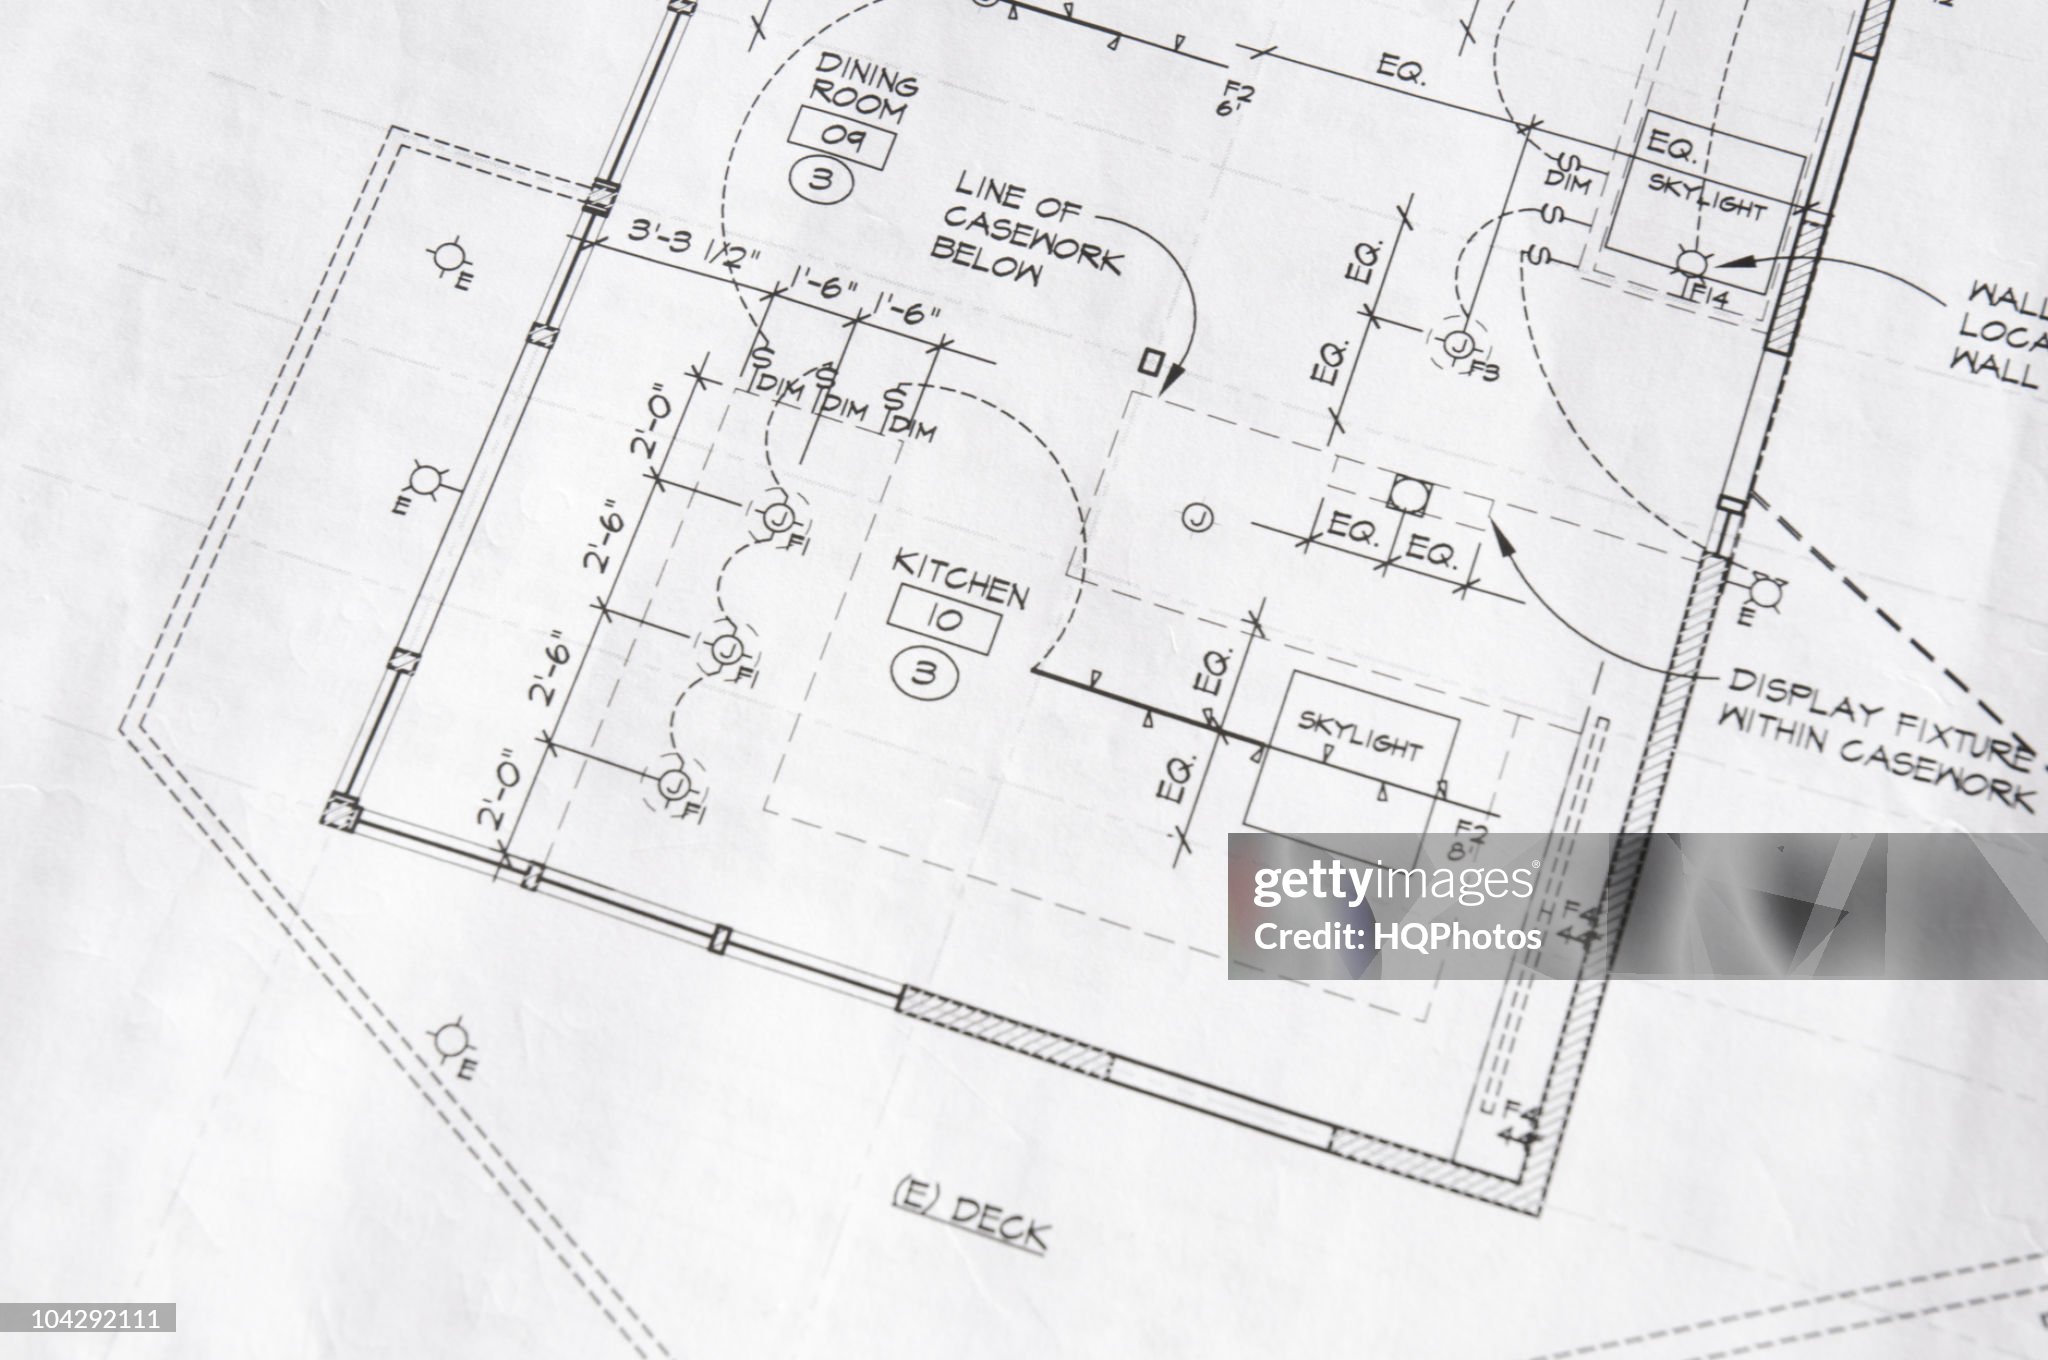 DINING
ROOM
09
3
F2
6'
EQ.
EQ.
SKYLIGHT
F14
S
DIM
S
S
LINE OF
CASEWORK
BELOW
3'-3 1/2"
1'-6"
1'-6"
S
DIM
S
DIM
S
DIM
E
E
EQ.
EQ.
J
F3
WALL
WALL
2'-0"
2'-6"
2'-6"
2'-0"
J
F1
J
F1
J
F1
KITCHEN
10
3
J
EQ.
EQ.
E
DISPLAY FIXTURE
WITHIN CASEWORK
EQ.
EQ.
SKYLIGHT
F2
8'
gettyimages®
Credit: HQPhotos
F4
F4
E
(E) DECK
104292111